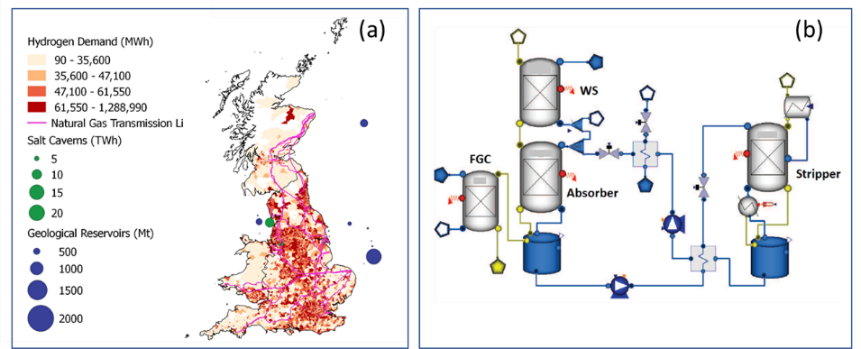 (a)
Hydrogen Demand (MWh)
90 - 35,600
35,600 - 47,100
47,100 - 61,550
61,550 - 1,288,990
Natural Gas Transmission Li
Salt Caverns (TWh)
5
10
15
20
Geological Reservoirs (Mt)
500
1000
1500
2000
(b)
WS
FGC
Absorber
Stripper